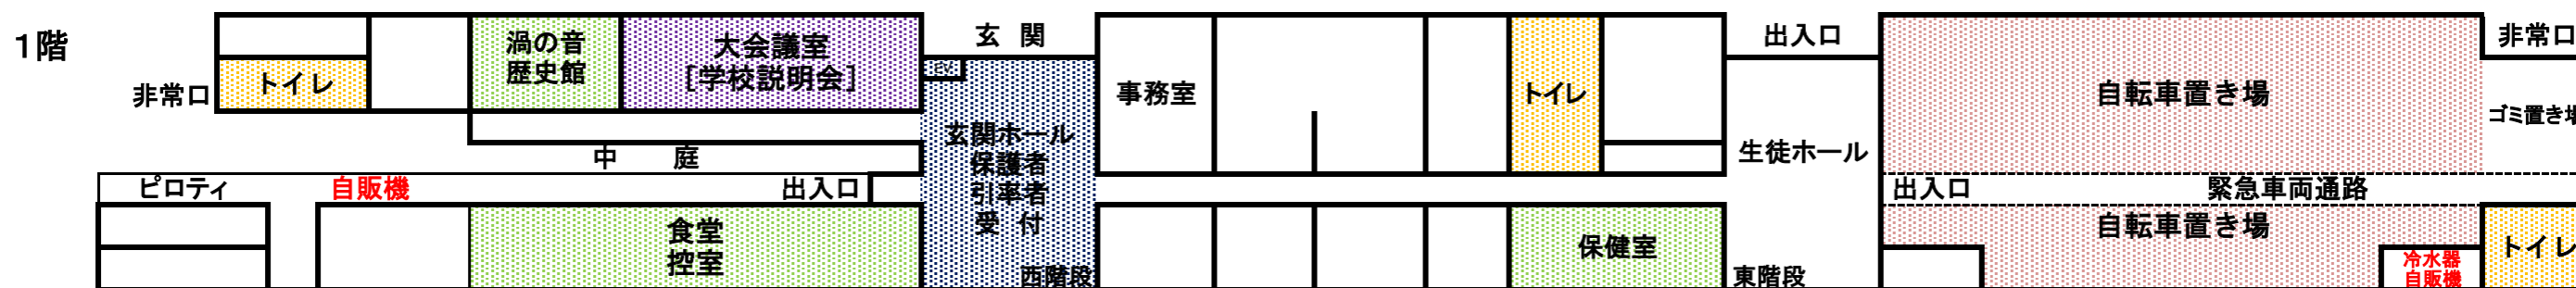 1階
非常口
トイレ
渦の音
歴史館
大会議室
[学校説明会]
玄 関
EV
玄関ホール
保護者
引率者
受 付
西階段
中 庭
ピロティ
自販機
出入口
食堂
控室
事務室
トイレ
保健室
出入口
生徒ホール
東階段
自転車置き場
出入口
緊急車両通路
自転車置き場
冷水器
自販機
非常口
ゴミ置き場
トイレ